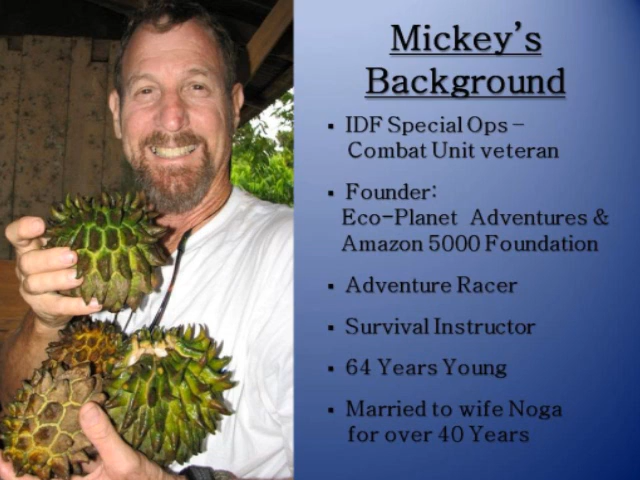 Mickey's
Background
▪ IDF Special Ops –
Combat Unit veteran
▪ Founder:
Eco-Planet Adventures &
Amazon 5000 Foundation
▪ Adventure Racer
▪ Survival Instructor
▪ 64 Years Young
▪ Married to wife Noga
for over 40 Years